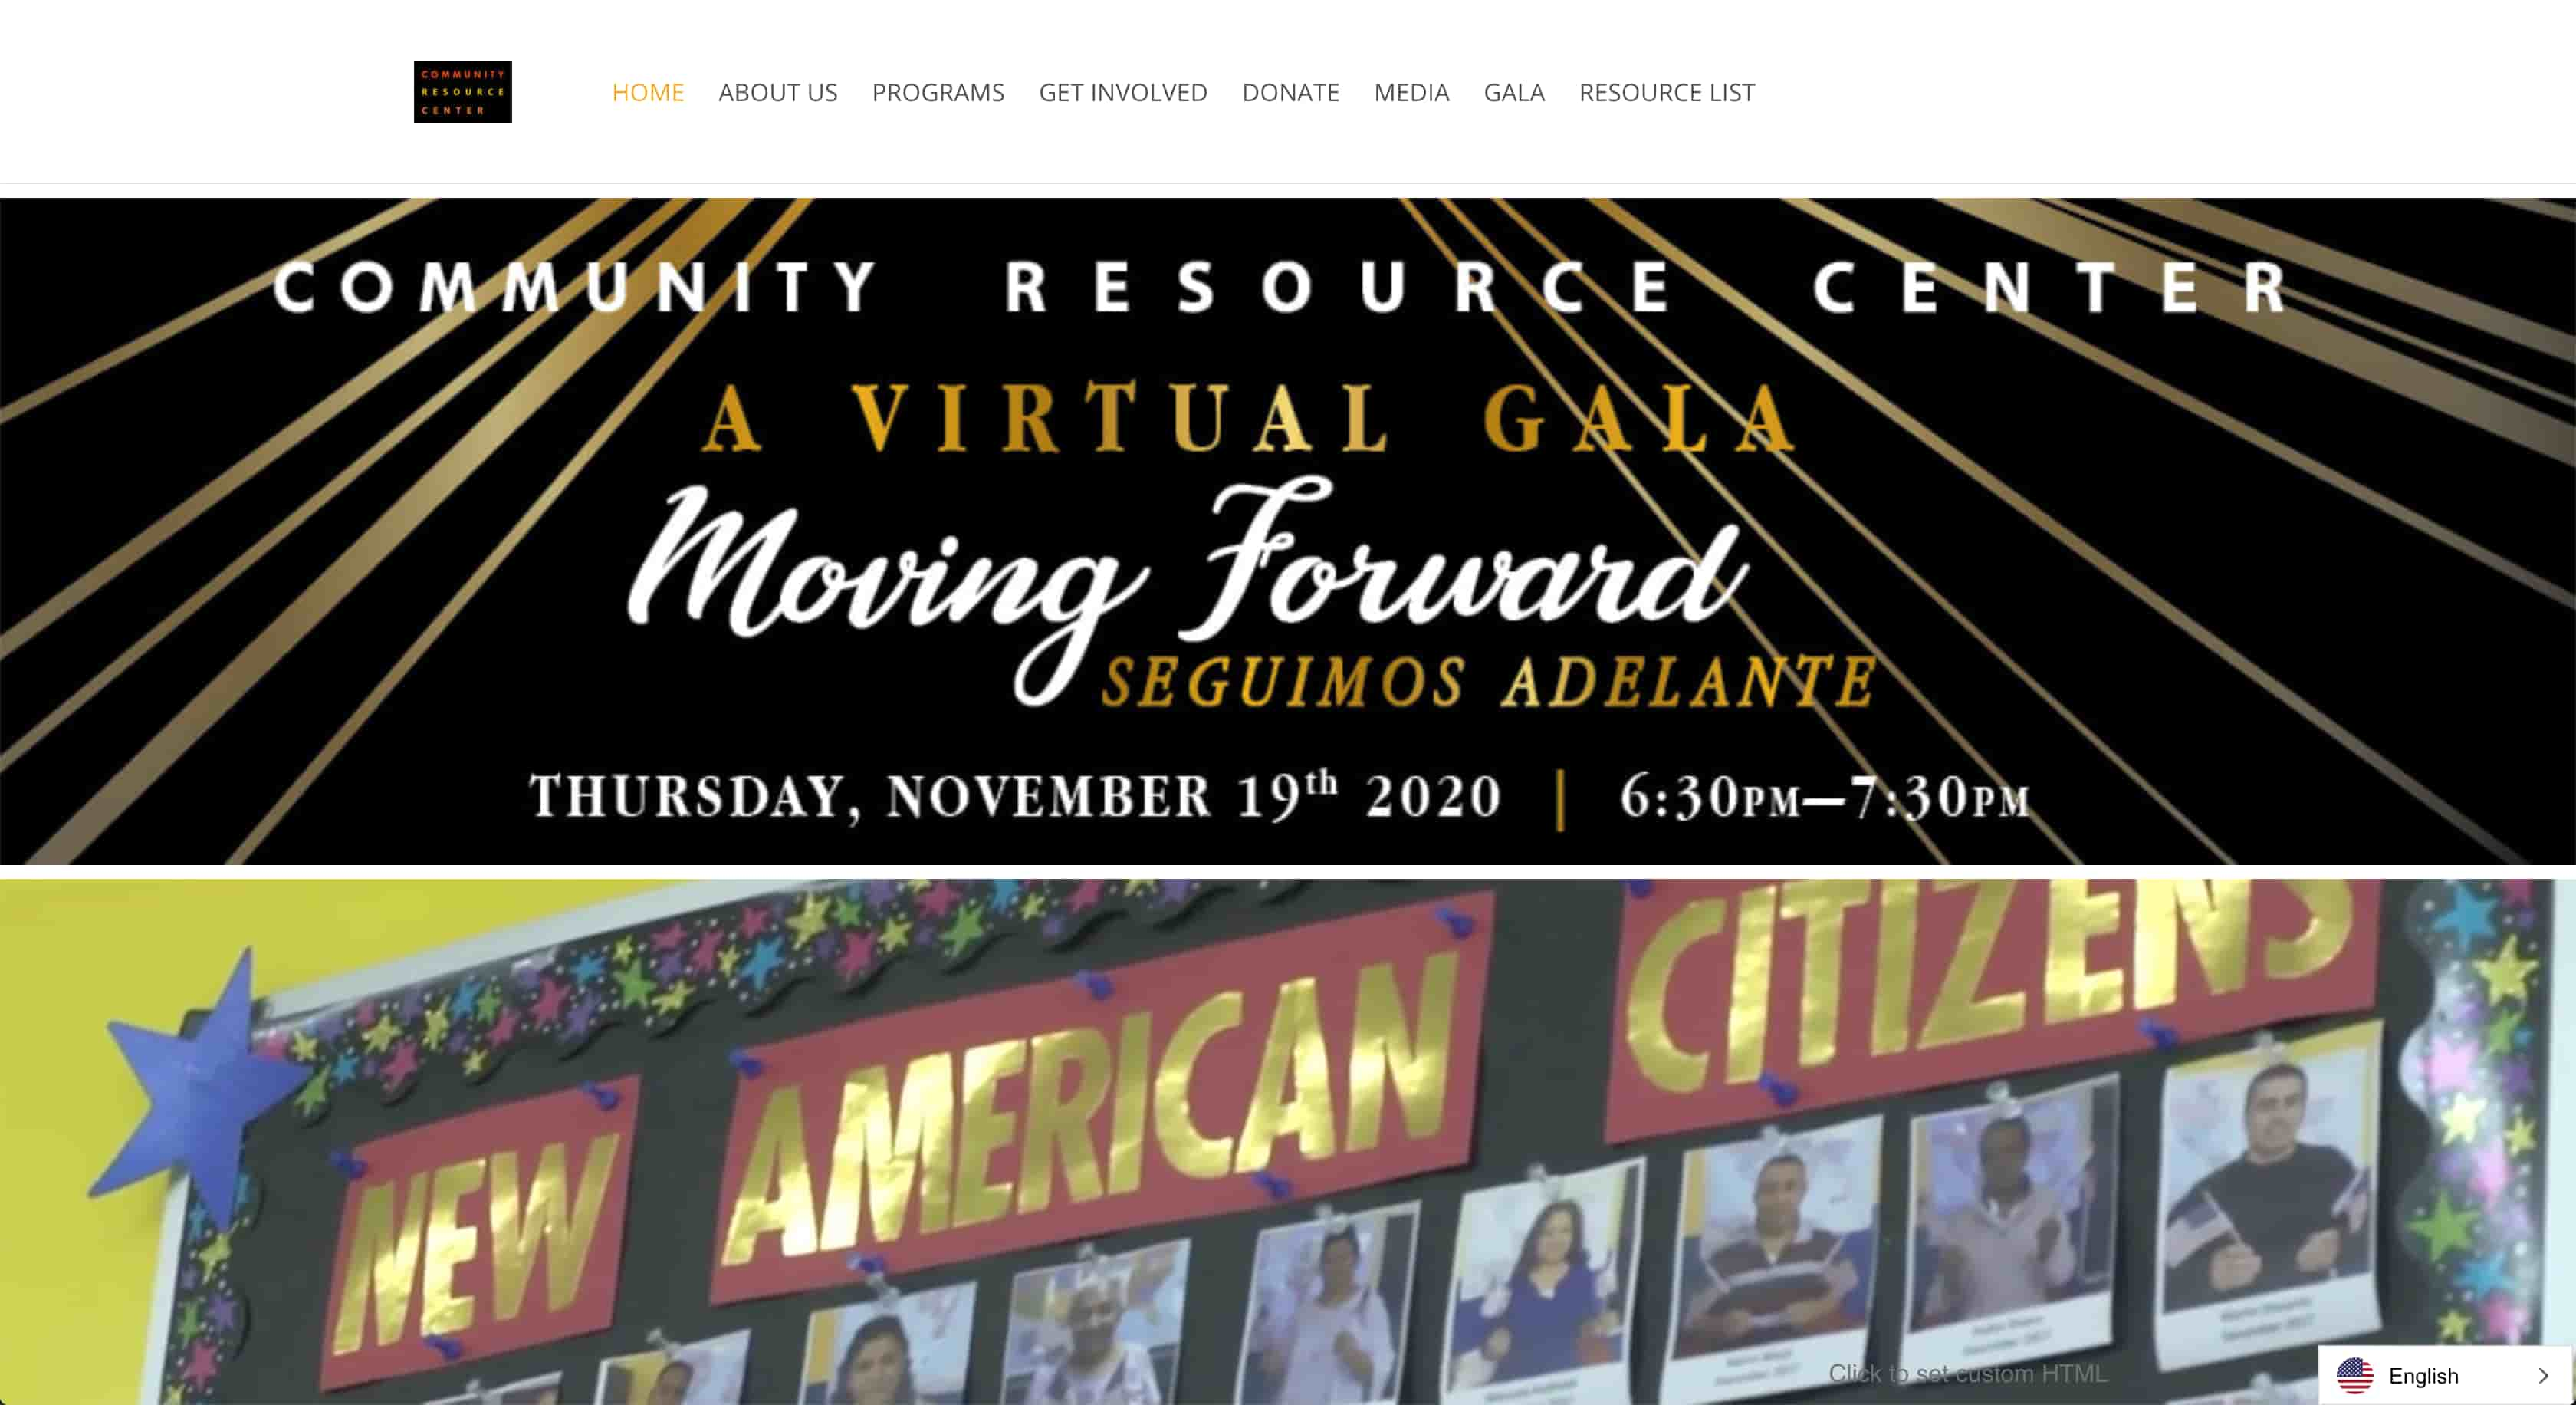 COMMUNITY
RESOURCE
CENTER
HOME ABOUT US PROGRAMS GET INVOLVED DONATE MEDIA GALA RESOURCE LIST
COMMUNITY RESOURCE CENTER
A VIRTUAL GALA
Moving Forward
SEGUIMOS ADELANTE
THURSDAY, NOVEMBER 19th 2020 | 6:30PM—7:30PM
NEW AMERICAN CITIZENS
Click to set custom HTML
English